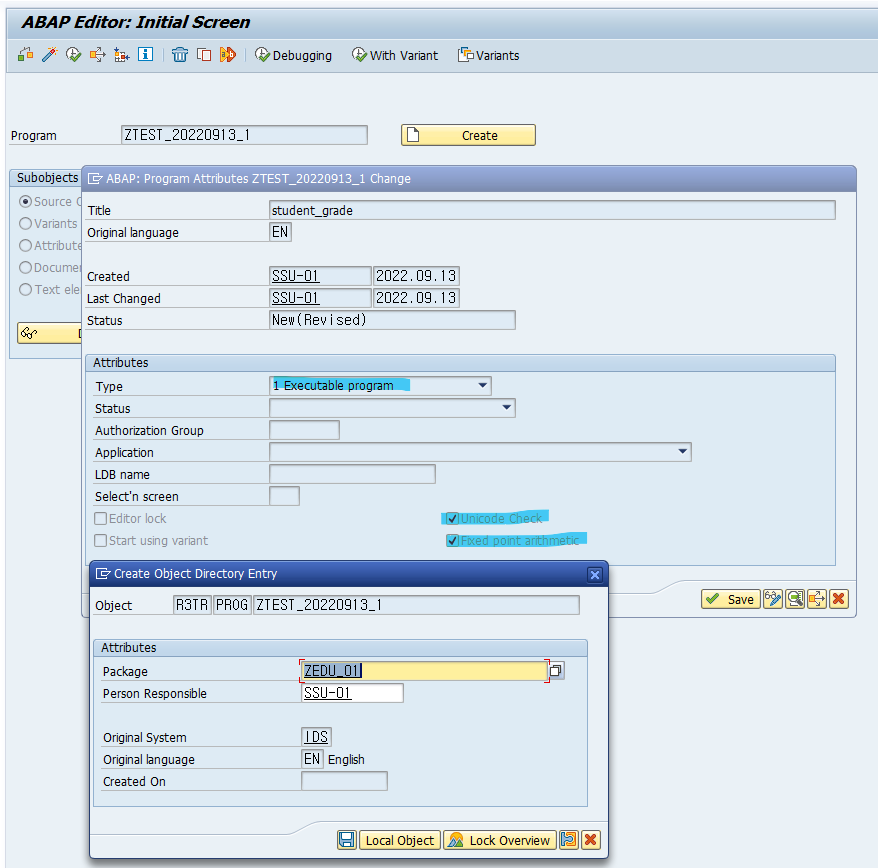 ABAP Editor: Initial Screen
Debugging With Variant Variants
Program ZTEST_20220913_1 Create
Subobjects
Source C
Variants
Attribute
Documen
Text ele
ABAP: Program Attributes ZTEST_20220913_1 Change
Title student_grade
Original language EN
Created SSU-01 2022.09.13
Last Changed SSU-01 2022.09.13
Status New(Revised)
Attributes
Type 1 Executable program
Status
Authorization Group
Application
LDB name
Select'n screen
Editor lock Unicode Check
Start using variant Fixed point arithmetic
Save
Create Object Directory Entry
Object R3TR PROG ZTEST_20220913_1
Attributes
Package ZEDU_01
Person Responsible SSU-01
Original System IDS
Original language EN English
Created On
Local Object Lock Overview